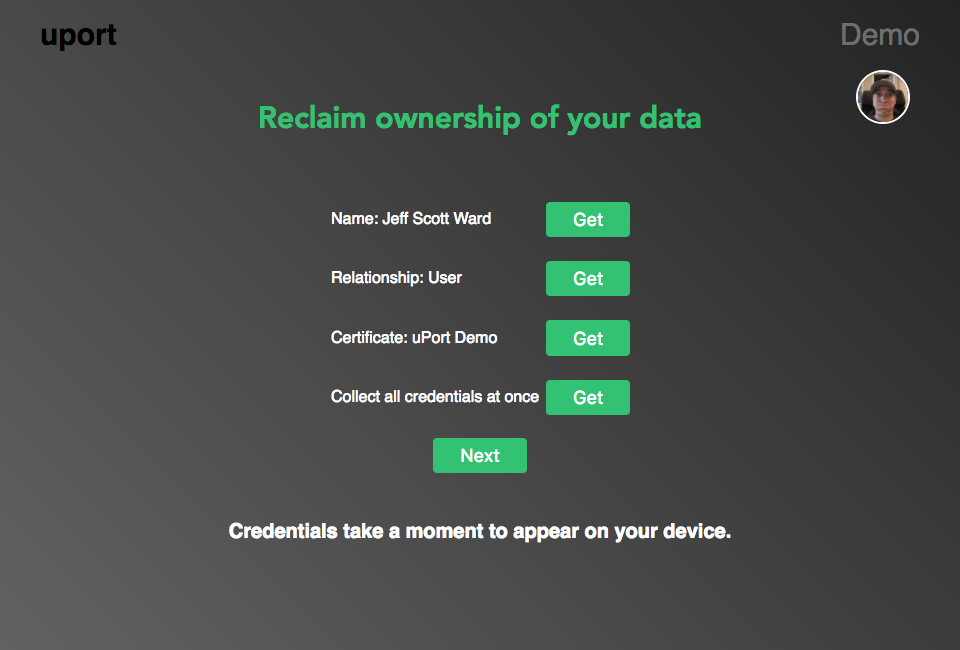 uport
Demo
Reclaim ownership of your data
Name: Jeff Scott Ward Get
Relationship: User Get
Certificate: uPort Demo Get
Collect all credentials at once Get
Next
Credentials take a moment to appear on your device.